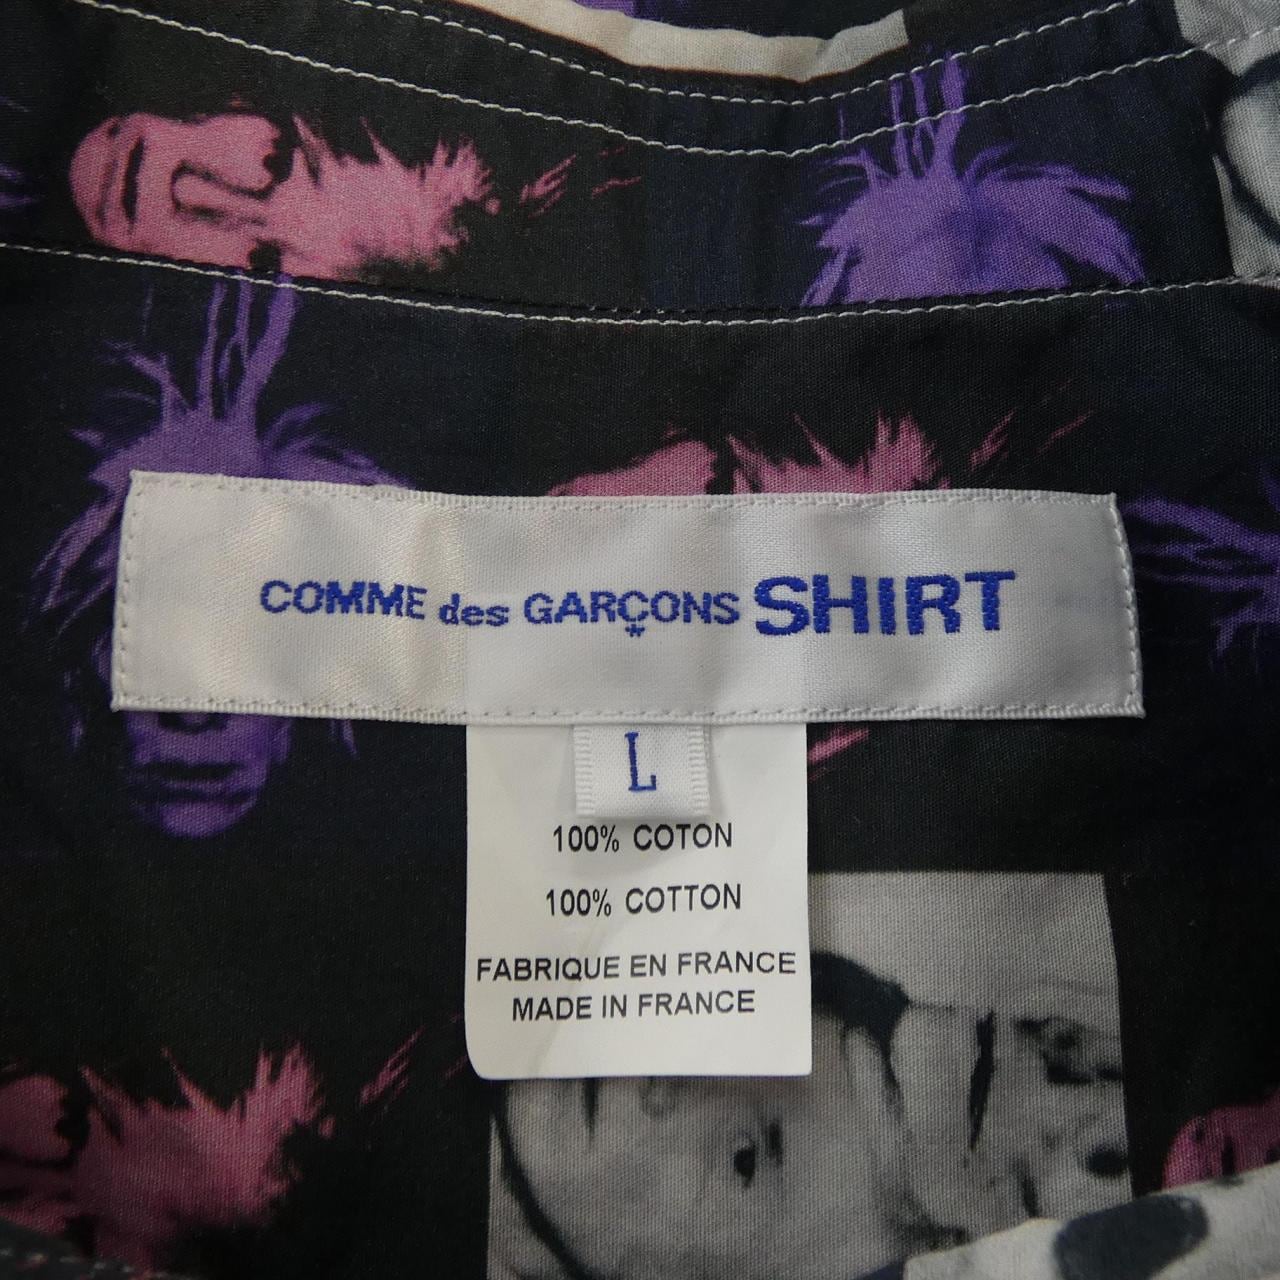 COMME des GARÇONS SHIRT
L
100% COTON
100% COTTON
FABRIQUE EN FRANCE
MADE IN FRANCE